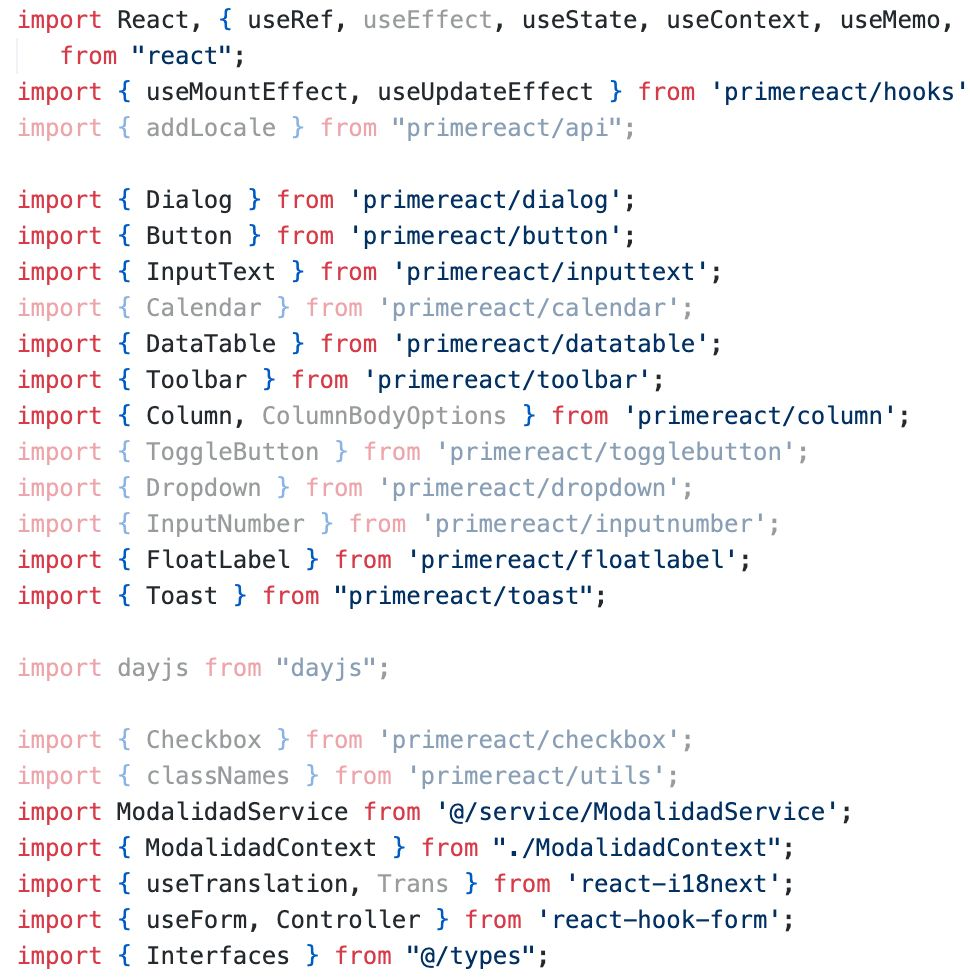 import React, { useRef, useEffect, useState, useContext, useMemo,
from "react";
import { useMountEffect, useUpdateEffect } from 'primereact/hooks'
import { addLocale } from "primereact/api";
import { Dialog } from 'primereact/dialog';
import { Button } from 'primereact/button';
import { InputText } from 'primereact/inputtext';
import { Calendar } from 'primereact/calendar';
import { DataTable } from 'primereact/datatable';
import { Toolbar } from 'primereact/toolbar';
import { Column, ColumnBodyOptions } from 'primereact/column';
import { ToggleButton } from 'primereact/togglebutton';
import { Dropdown } from 'primereact/dropdown';
import { InputNumber } from 'primereact/inputnumber';
import { FloatLabel } from 'primereact/floatlabel';
import { Toast } from "primereact/toast";
import dayjs from "dayjs";
import { Checkbox } from 'primereact/checkbox';
import { classNames } from 'primereact/utils';
import ModalidadService from '@/service/ModalidadService';
import { ModalidadContext } from "./ModalidadContext";
import { useTranslation, Trans } from 'react-i18next';
import { useForm, Controller } from 'react-hook-form';
import { Interfaces } from "@/types";